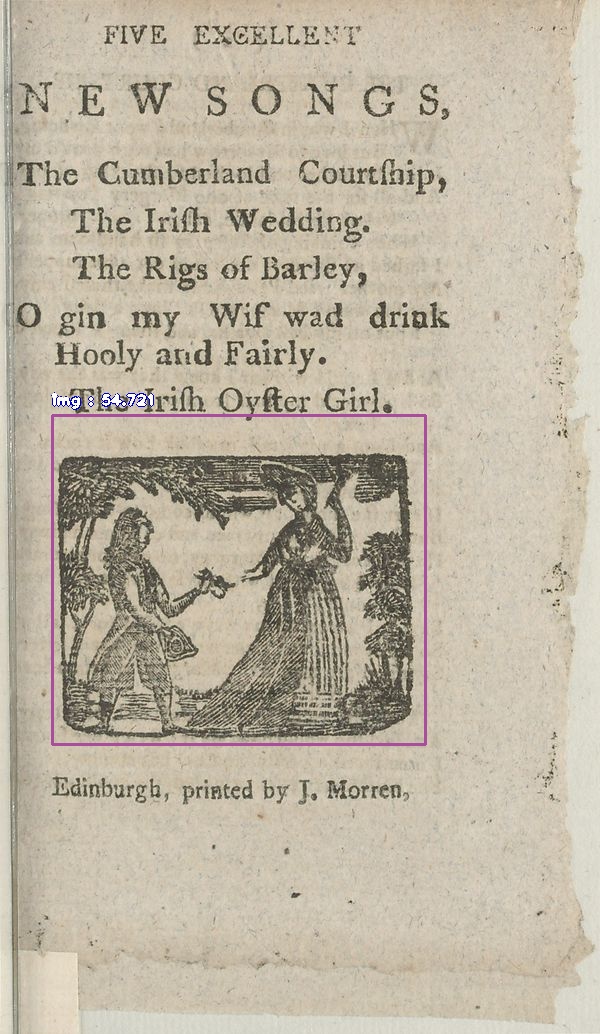 FIVE EXCELLENT
NEW SONGS,
The Cumberland Courtſhip,
The Iriſh Wedding.
The Rigs of Barley,
O gin my Wif wad drink
Hooly and Fairly.
The Iriſh Oyſter Girl.
img : 54.721
Edinburgh, printed by J. Morren,